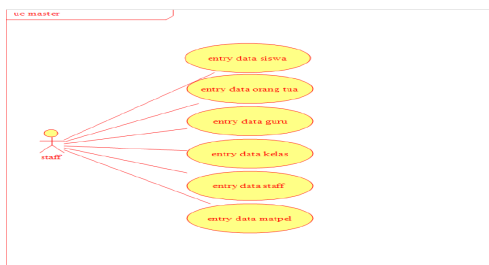 uc master
entry data siswa
entry data orang tua
entry data guru
entry data kelas
entry data staff
entry data matpel
staff